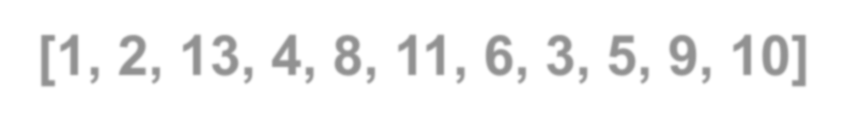 [1, 2, 13, 4, 8, 11, 6, 3, 5, 9, 10]